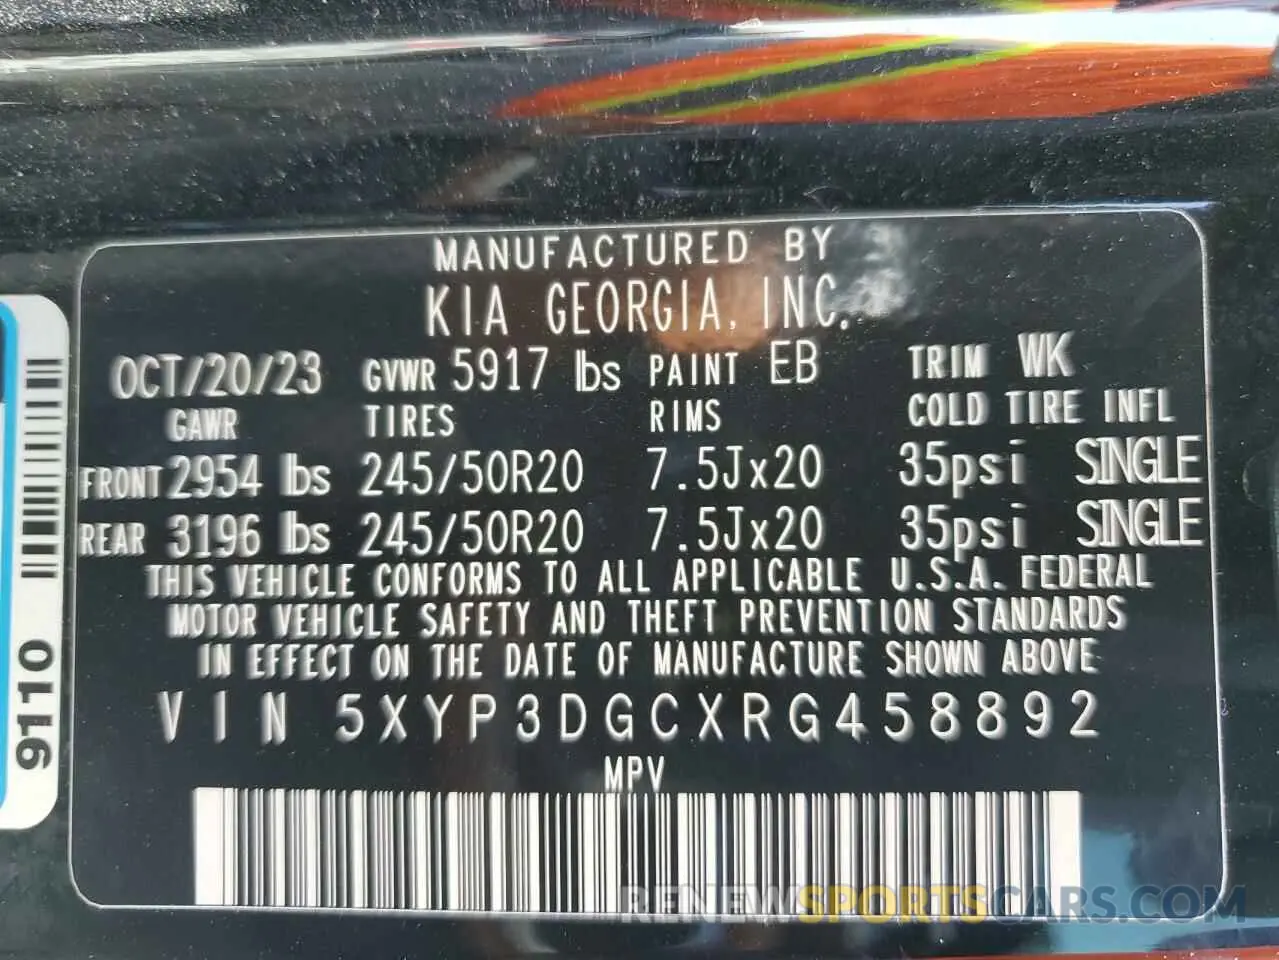 MANUFACTURED BY
KIA GEORGIA, INC.
OCT/20/23 GVWR 5917 lbs PAINT EB TRIM WK
GAWR TIRES RIMS COLD TIRE INFL
FRONT 2954 lbs 245/50R20 7.5Jx20 35psi SINGLE
REAR 3196 lbs 245/50R20 7.5Jx20 35psi SINGLE
THIS VEHICLE CONFORMS TO ALL APPLICABLE U.S.A. FEDERAL
MOTOR VEHICLE SAFETY AND THEFT PREVENTION STANDARDS
IN EFFECT ON THE DATE OF MANUFACTURE SHOWN ABOVE
VIN 5XYP3DGCXRG458892
MPV
9110
RENEWSPORTSCARS.COM